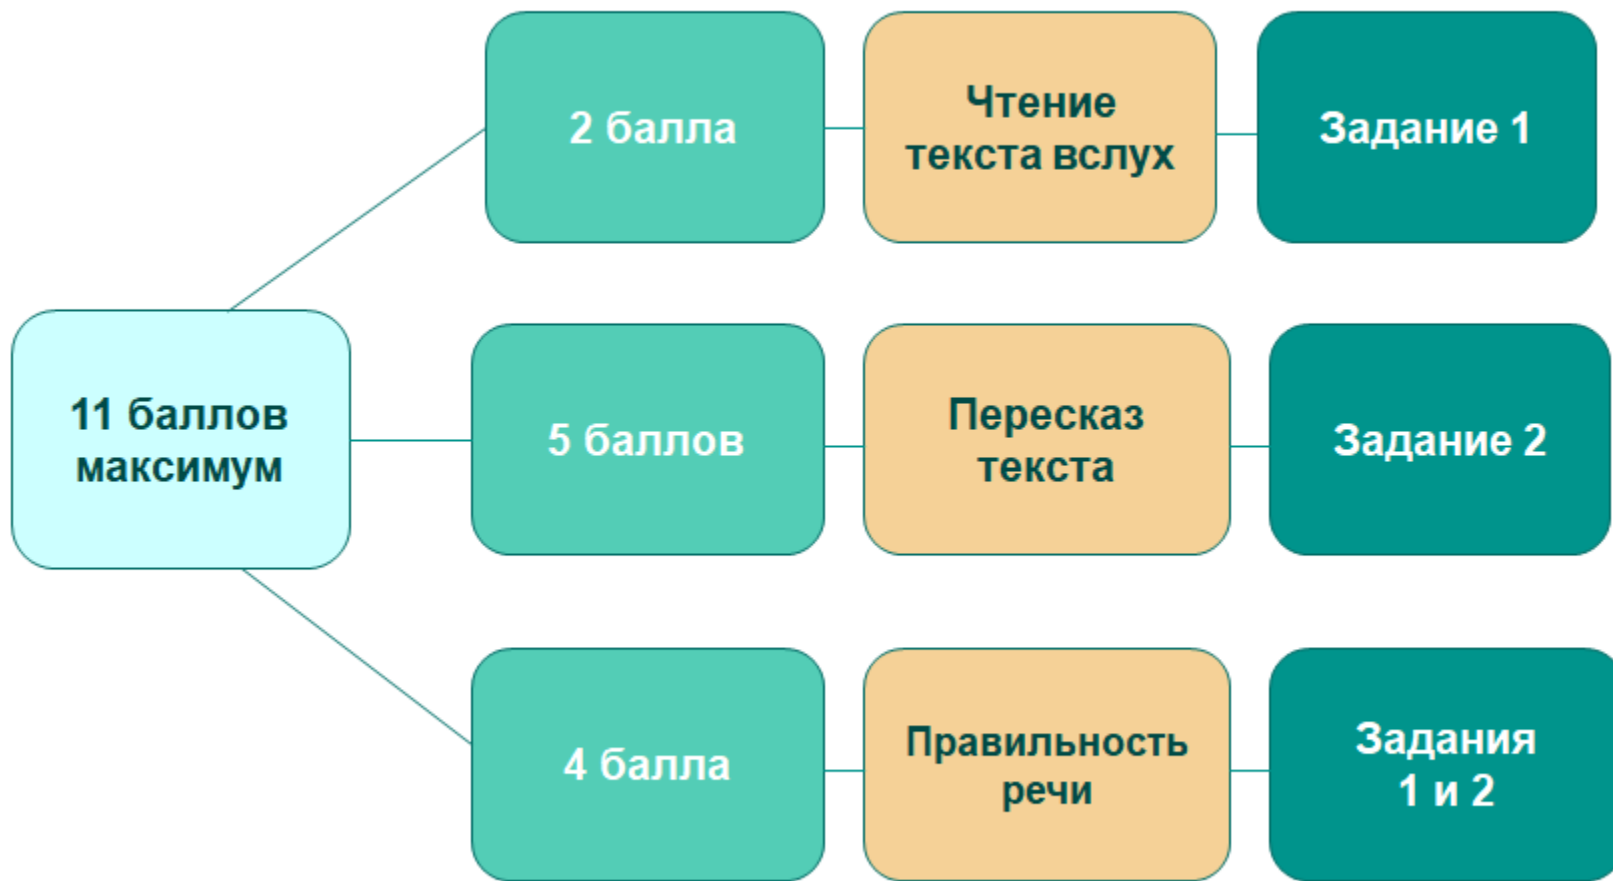 2 балла
Чтение
текста вслух
Задание 1
11 баллов
максимум
5 баллов
Пересказ
текста
Задание 2
4 балла
Правильность
речи
Задания
1 и 2